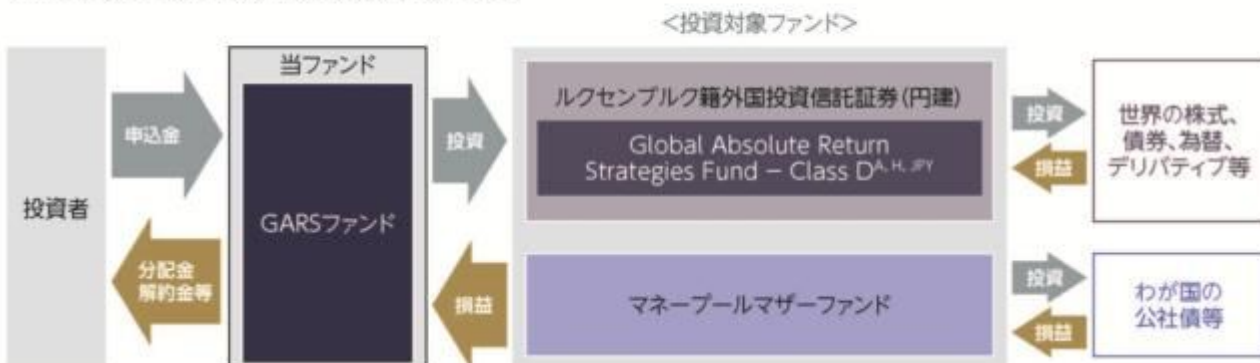 <投資対象ファンド>
投資者
申込金
分配金
解約金等
当ファンド
GARSファンド
投資
損益
ルクセンブルク籍外国投資信託証券(円建)
Global Absolute Return
Strategies Fund − Class Dᴬ, ᴴ, ᴶᴾʸ
マネープールマザーファンド
投資
損益
世界の株式、
債券、為替、
デリバティブ等
投資
損益
わが国の
公社債等